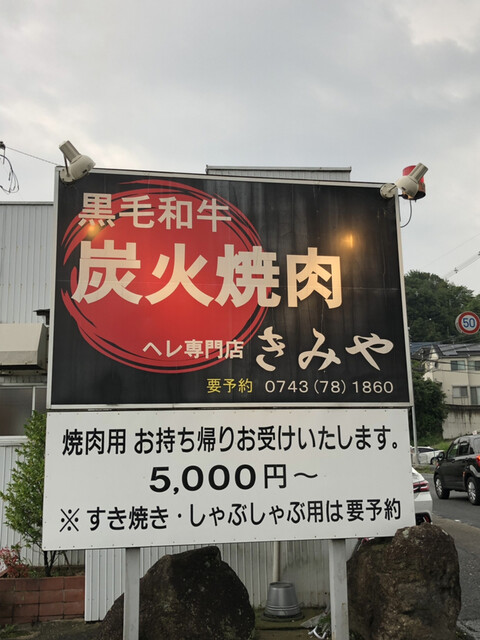 黒毛和牛
炭火焼肉
ヘレ専門店 きみや
要予約 0743(78)1860
焼肉用 お持ち帰りお受けいたします。
5,000円〜
※すき焼き・しゃぶしゃぶ用は要予約
50